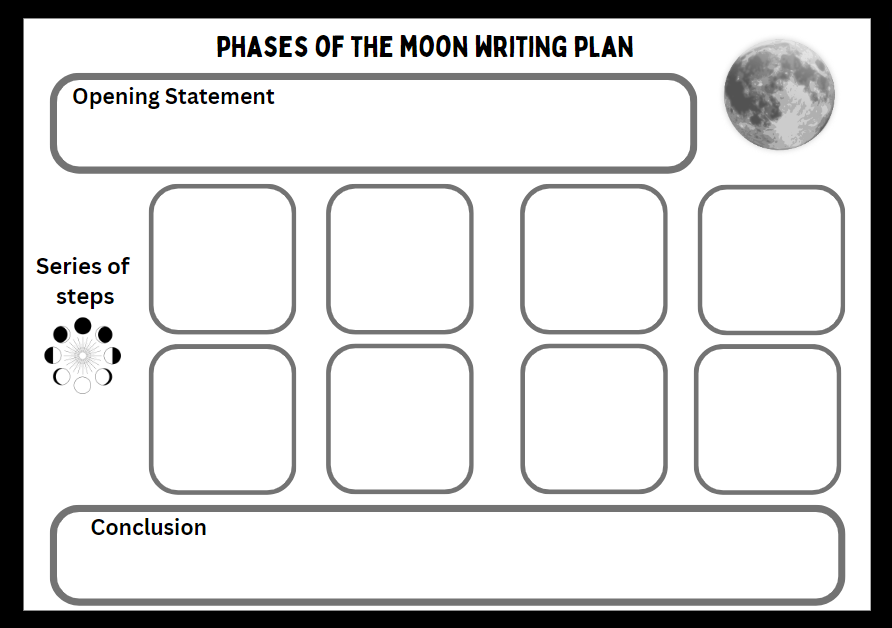 PHASES OF THE MOON WRITING PLAN
Opening Statement
Series of
steps
Conclusion